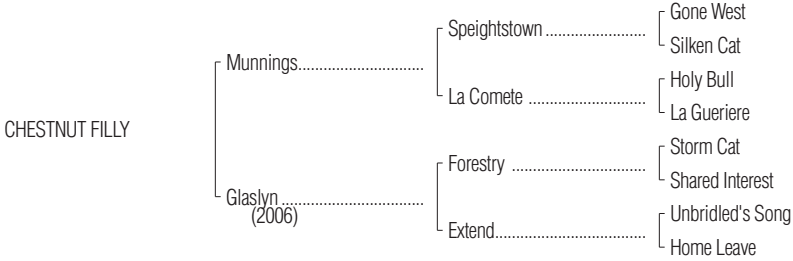 Gone West
Speightstown ........................
Silken Cat
Munnings..............................
Holy Bull
La Comete ............................
La Gueriere
CHESTNUT FILLY
Storm Cat
Forestry ................................
Shared Interest
Glaslyn ..................................
(2006)
Unbridled's Song
Extend....................................
Home Leave